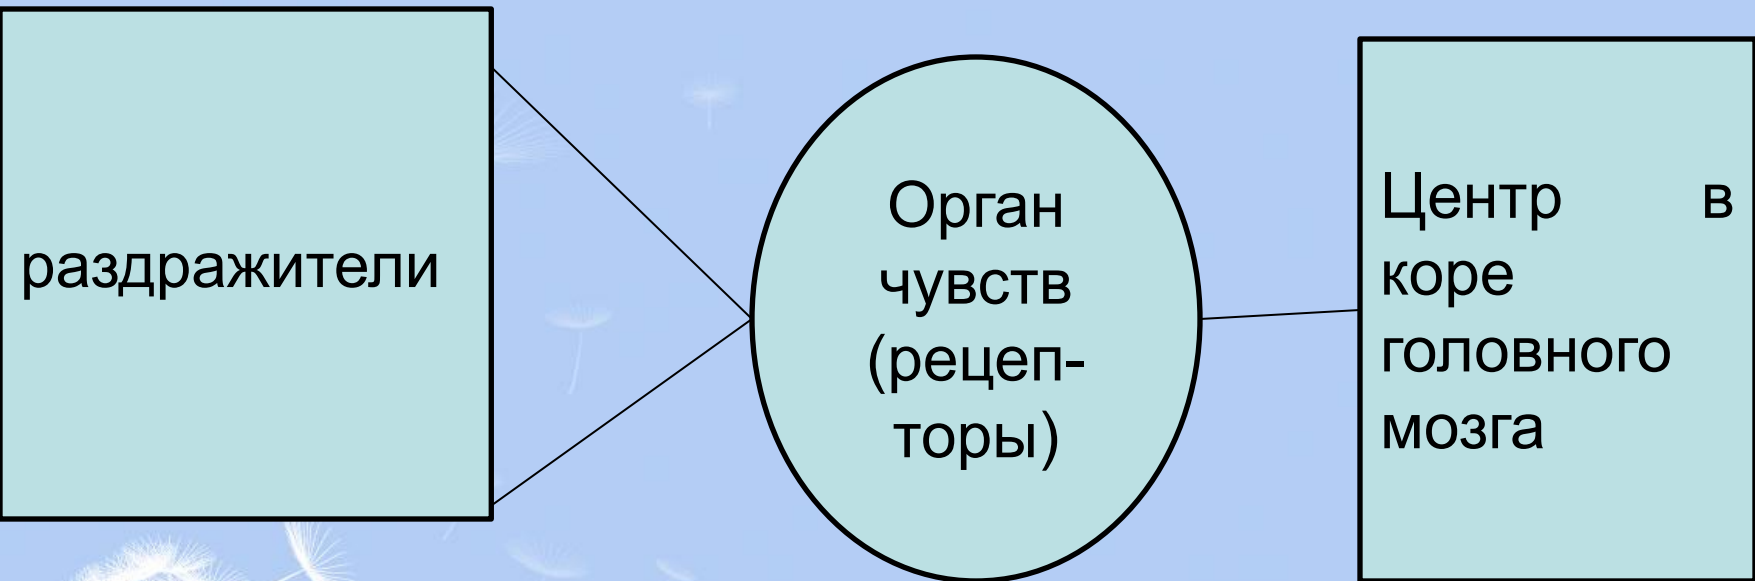 раздражители
Орган
чувств
(рецеп-
торы)
Центр в
коре
головного
мозга